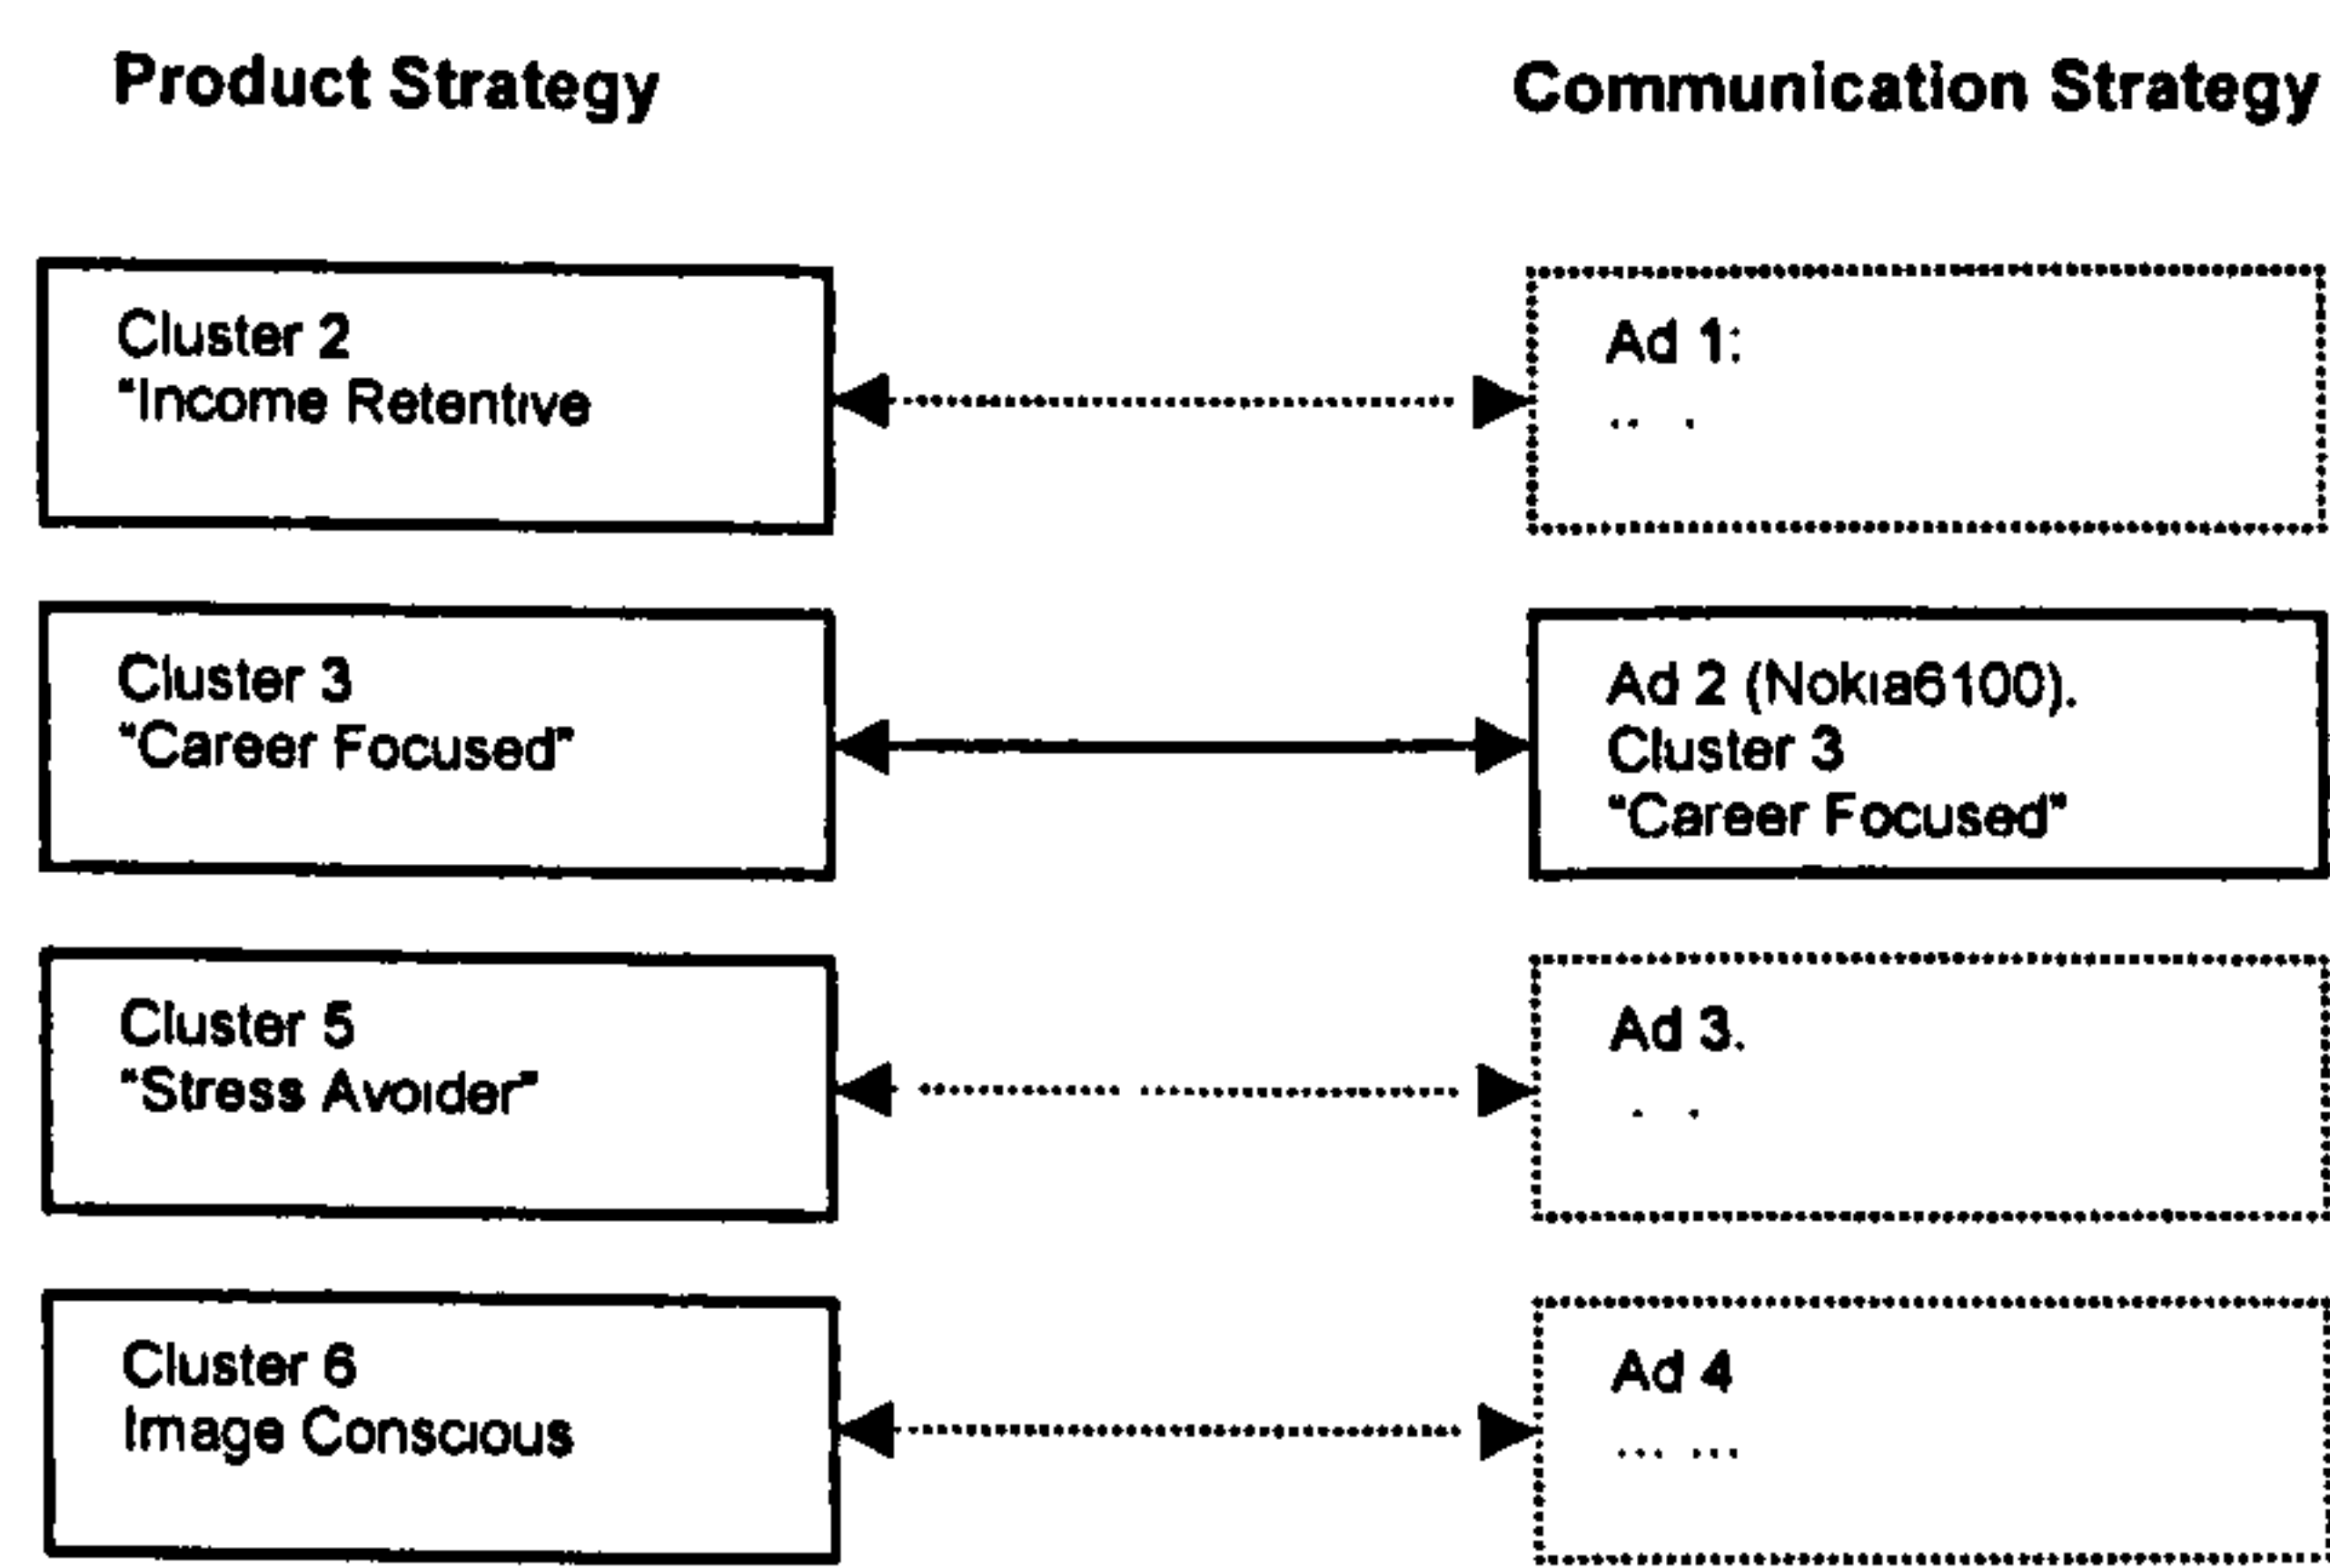 Product Strategy
Communication Strategy
Cluster 2
"Income Retentive
Ad 1:
.. .
Cluster 3
"Career Focused"
Ad 2 (Nokia6100).
Cluster 3
"Career Focused"
Cluster 5
"Stress Avoider"
Ad 3.
. .
Cluster 6
Image Conscious
Ad 4
... ...